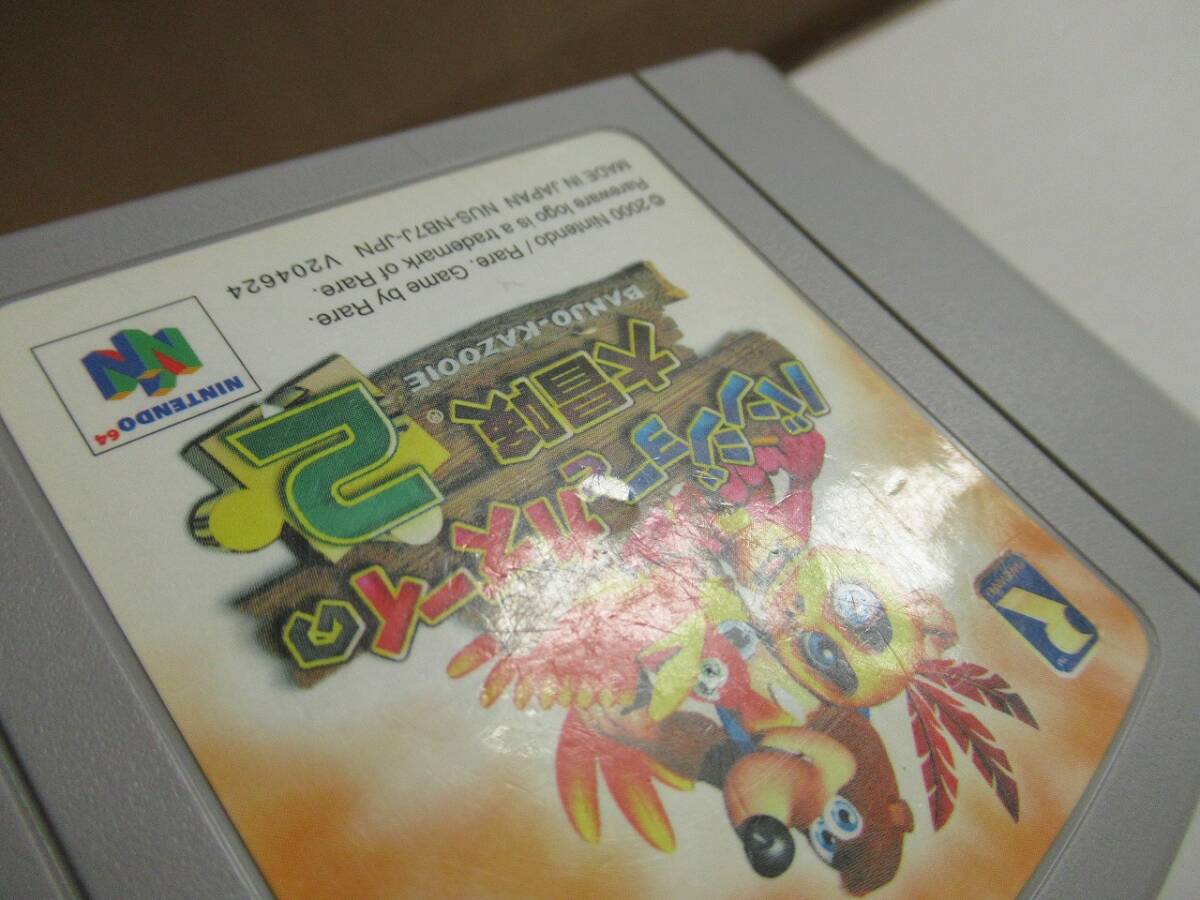 バンジョーとカズーイの
大冒険
2
BANJO-KAZOOIE
®
NINTENDO 64
©2000 Nintendo / Rare. Game by Rare.
Rareware logo is a trademark of Rare.
MADE IN JAPAN NUS-NB7J-JPN V204624